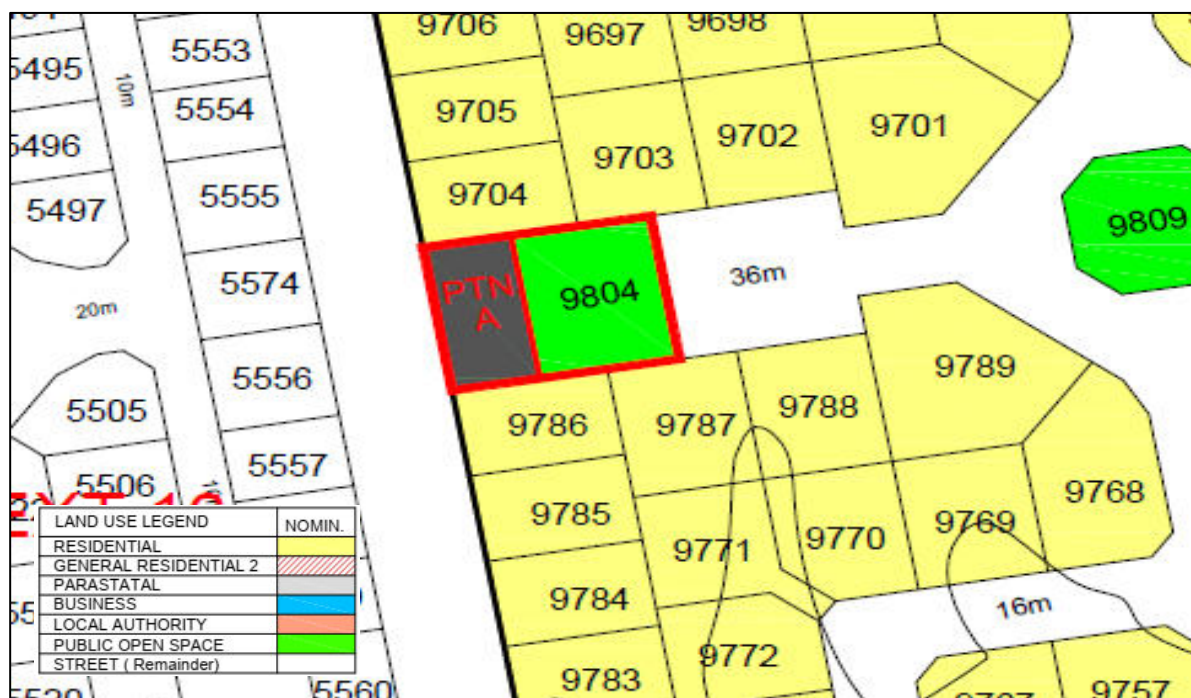 9706
9697
9698
5553
5495
10m
5554
9705
9702
9701
5496
9703
5555
9704
5497
9809
5574
36m
PTN
A
9804
20m
5556
9789
5505
9788
9786
9787
5557
5506
9768
9785
9769
9770
9771
16m
9784
9772
9783
9757
5560
LAND USE LEGEND NOMIN.
RESIDENTIAL
GENERAL RESIDENTIAL 2
PARASTATAL
BUSINESS
LOCAL AUTHORITY
PUBLIC OPEN SPACE
STREET ( Remainder)